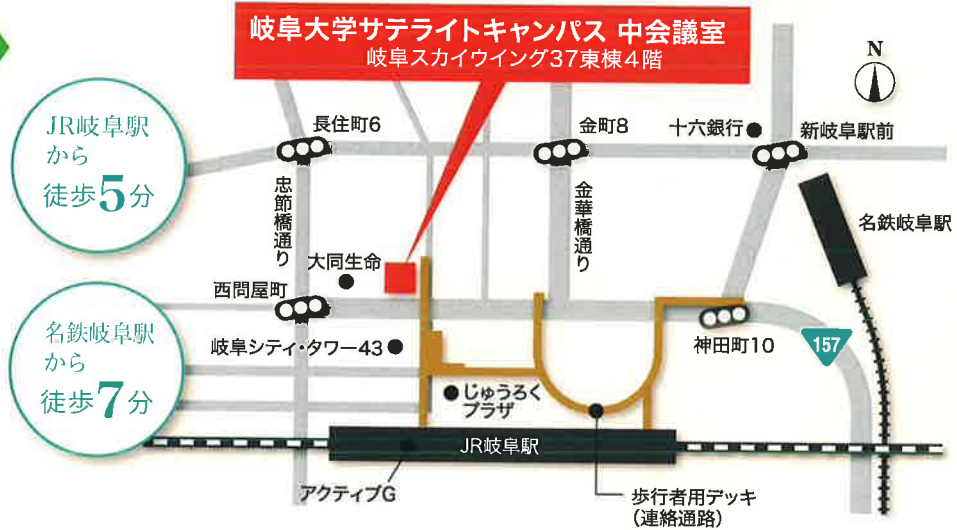 岐阜大学サテライトキャンパス 中会議室
岐阜スカイウイング37東棟4階
N
JR岐阜駅
から
徒歩5分
長住町6
金町8
十六銀行
新岐阜駅前
忠節橋通り
金華橋通り
名鉄岐阜駅
大同生命
西問屋町
名鉄岐阜駅
から
徒歩7分
岐阜シティ・タワー43
神田町10
157
じゅうろく
プラザ
JR岐阜駅
アクティブG
歩行者用デッキ
(連絡通路)